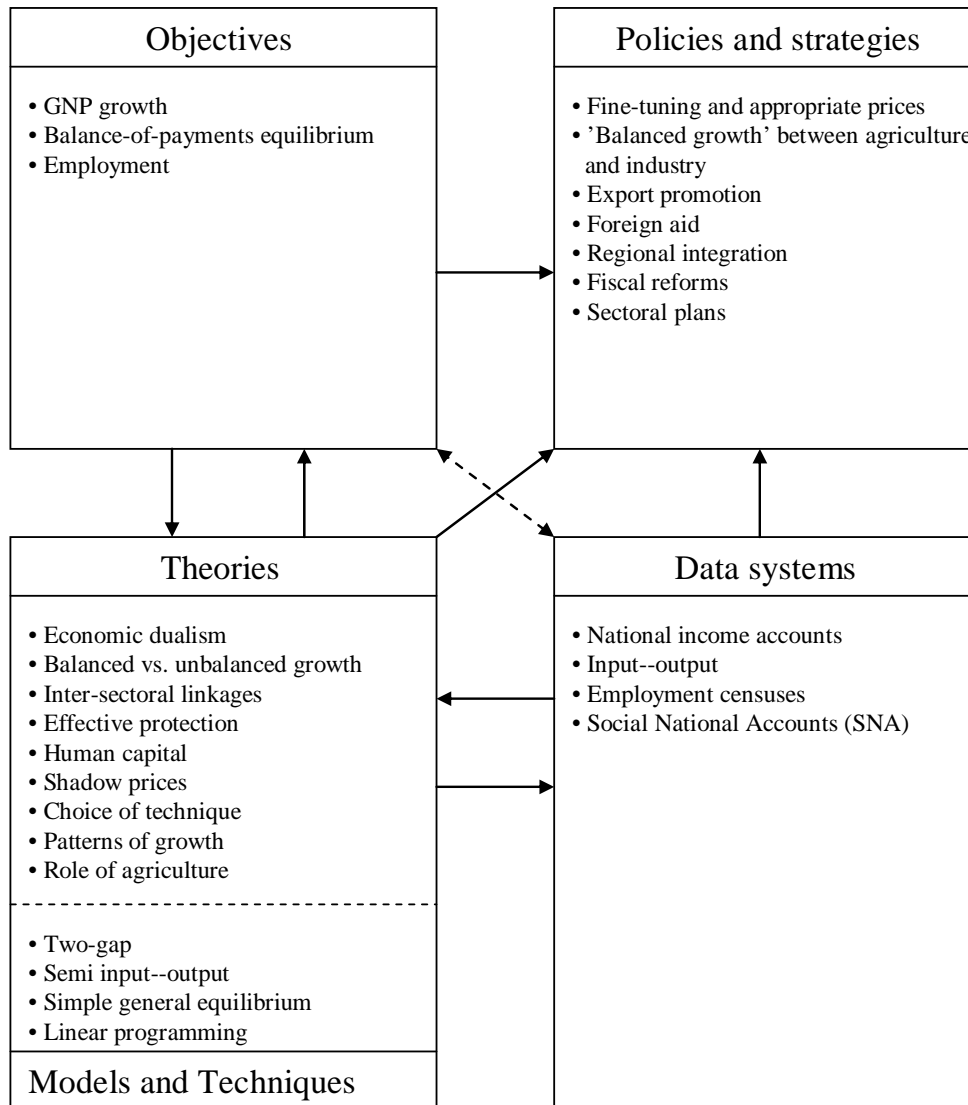 Objectives
• GNP growth
• Balance-of-payments equilibrium
• Employment
Policies and strategies
• Fine-tuning and appropriate prices
• ’Balanced growth’ between agriculture
and industry
• Export promotion
• Foreign aid
• Regional integration
• Fiscal reforms
• Sectoral plans
Theories
• Economic dualism
• Balanced vs. unbalanced growth
• Inter-sectoral linkages
• Effective protection
• Human capital
• Shadow prices
• Choice of technique
• Patterns of growth
• Role of agriculture
• Two-gap
• Semi input--output
• Simple general equilibrium
• Linear programming
Models and Techniques
Data systems
• National income accounts
• Input--output
• Employment censuses
• Social National Accounts (SNA)